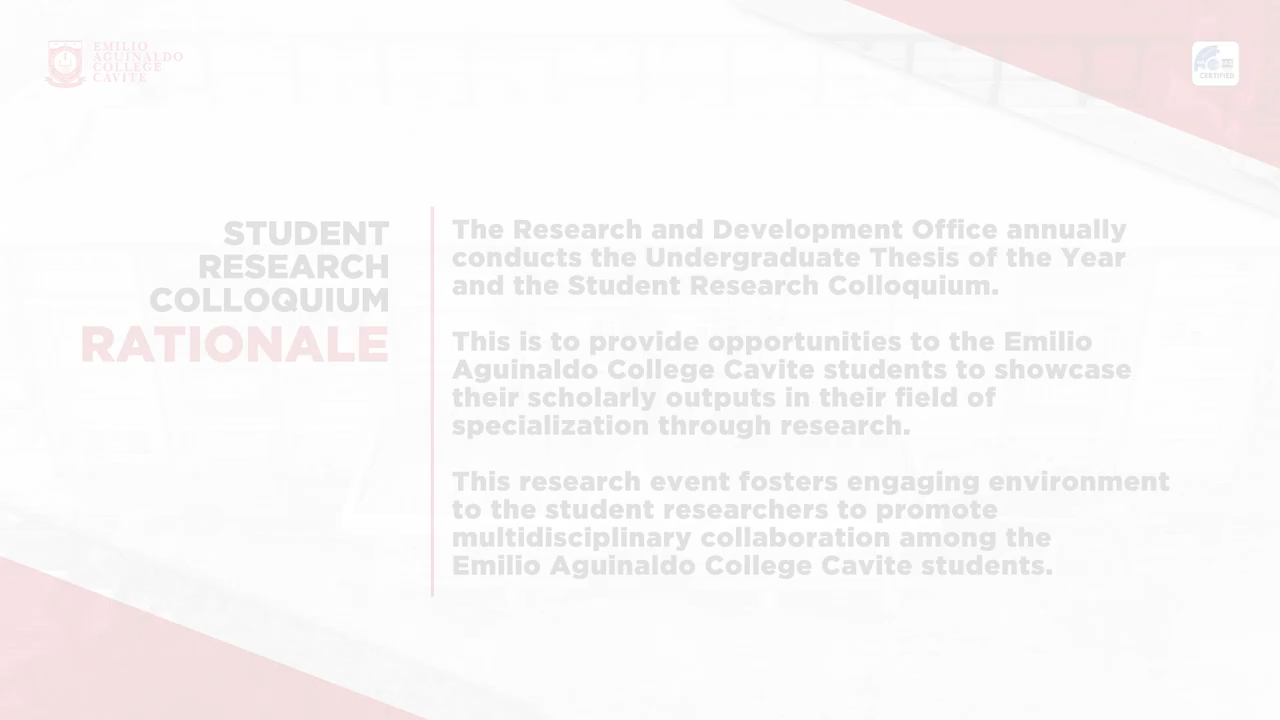 EMILIO
AGUINALDO
COLLEGE
CAVITE
CERTIFIED
STUDENT
RESEARCH
COLLOQUIUM
RATIONALE
The Research and Development Office annually
conducts the Undergraduate Thesis of the Year
and the Student Research Colloquium.
This is to provide opportunities to the Emilio
Aguinaldo College Cavite students to showcase
their scholarly outputs in their field of
specialization through research.
This research event fosters engaging environment
to the student researchers to promote
multidisciplinary collaboration among the
Emilio Aguinaldo College Cavite students.